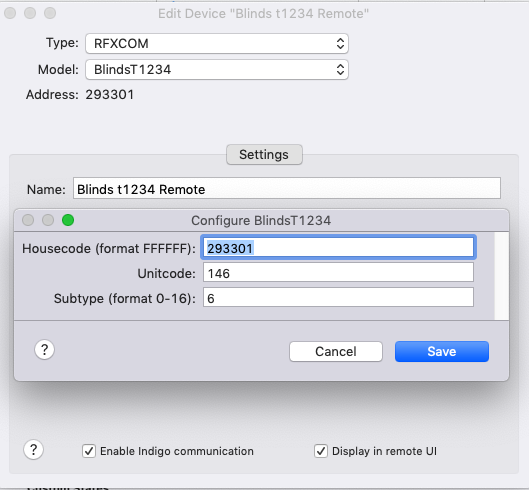 Edit Device "Blinds t1234 Remote"
Type: RFXCOM
Model: BlindsT1234
Address: 293301
Settings
Name: Blinds t1234 Remote
Configure BlindsT1234
Housecode (format FFFFFF): 293301
Unitcode: 146
Subtype (format 0-16): 6
? Cancel Save
? Enable Indigo communication Display in remote UI
Custom States